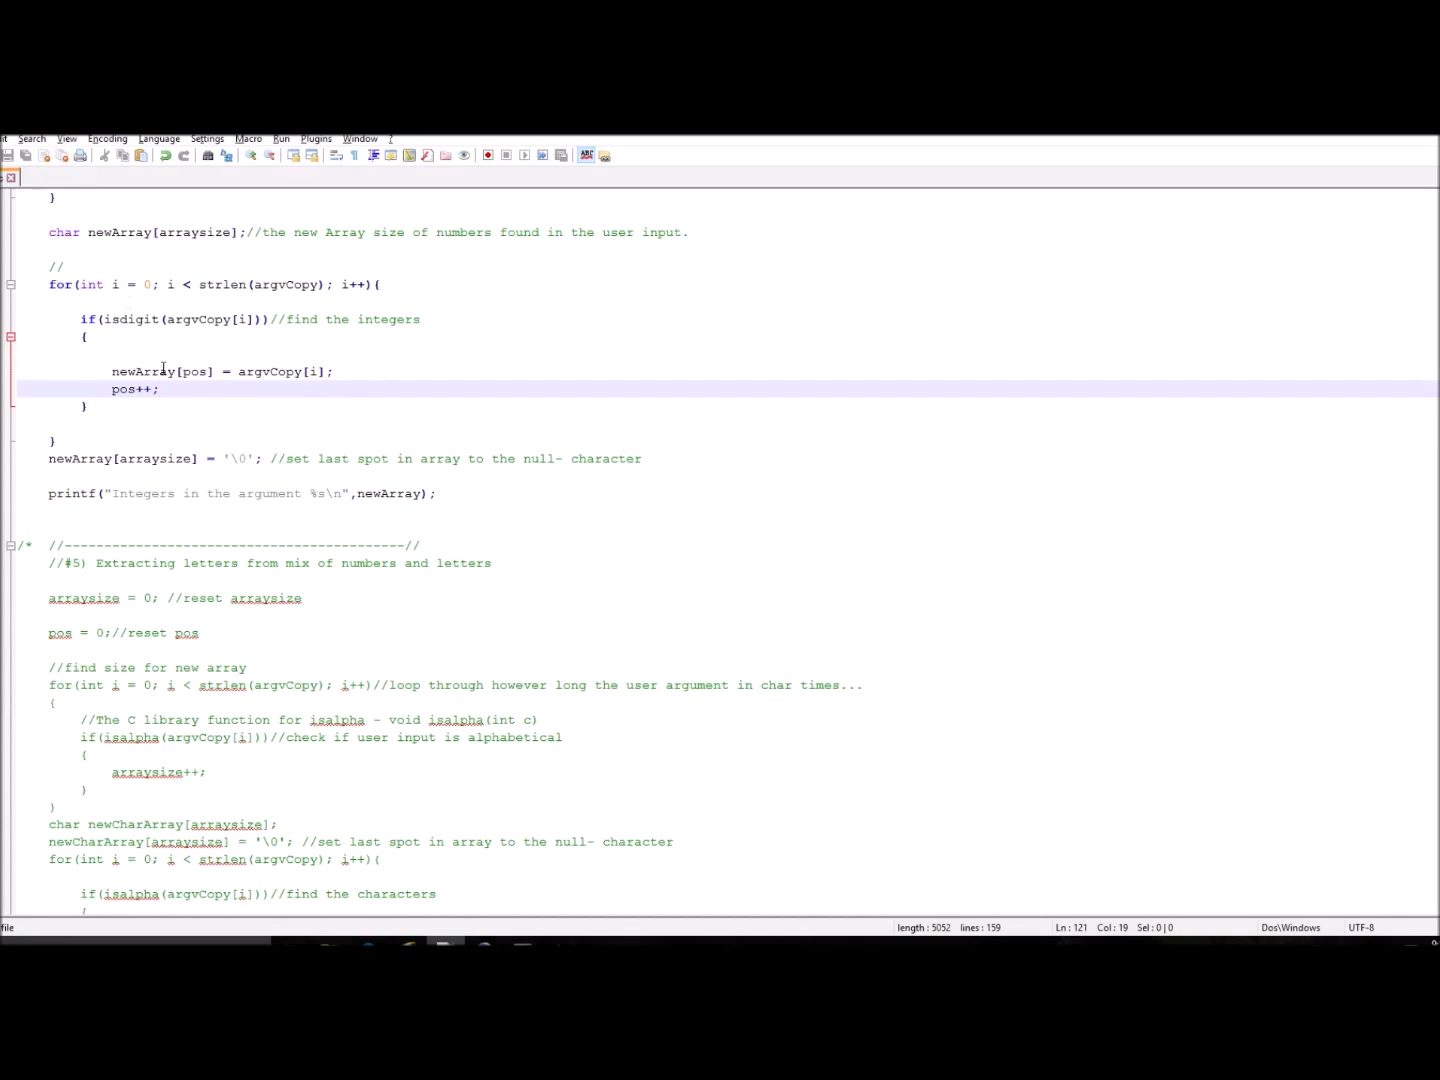 it Search View Encoding Language Settings Macro Run Plugins Window ?
}
char newArray[arraysize];//the new Array size of numbers found in the user input.
//
for(int i = 0; i < strlen(argvCopy); i++){
if(isdigit(argvCopy[i]))//find the integers
{
newArray[pos] = argvCopy[i];
pos++;
}
}
newArray[arraysize] = '\0'; //set last spot in array to the null- character
printf("Integers in the argument %s\n",newArray);
/* //-------------------------------------------//
//#5) Extracting letters from mix of numbers and letters
arraysize = 0; //reset arraysize
pos = 0;//reset pos
//find size for new array
for(int i = 0; i < strlen(argvCopy); i++)//loop through however long the user argument in char times...
{
//The C library function for isalpha - void isalpha(int c)
if(isalpha(argvCopy[i]))//check if user input is alphabetical
{
arraysize++;
}
}
char newCharArray[arraysize];
newCharArray[arraysize] = '\0'; //set last spot in array to the null- character
for(int i = 0; i < strlen(argvCopy); i++){
if(isalpha(argvCopy[i]))//find the characters
{
file length : 5052 lines : 159 Ln : 121 Col : 19 Sel : 0 | 0 Dos\Windows UTF-8